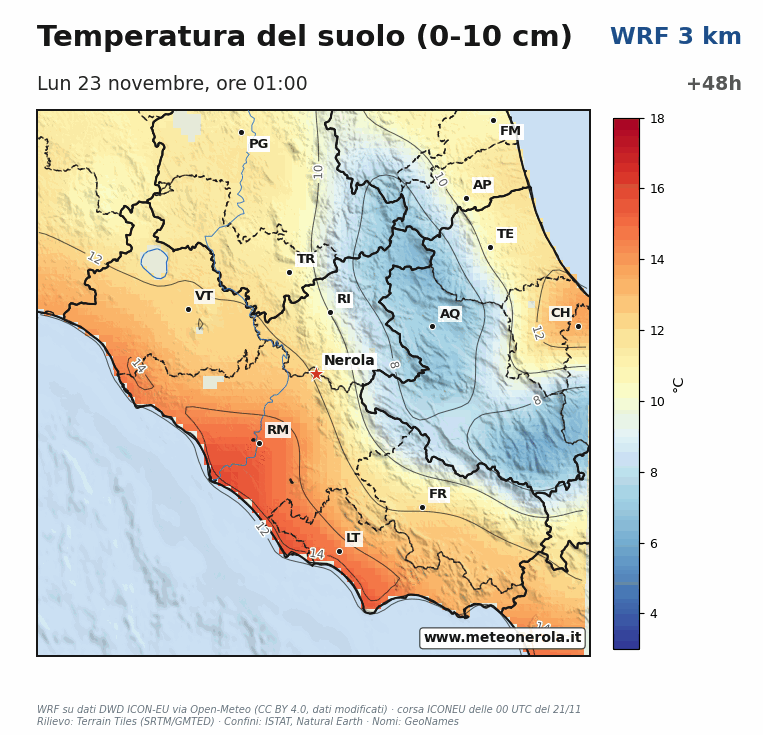 Temperatura del suolo (0-10 cm)
WRF 3 km
Lun 23 novembre, ore 01:00
+48h
FM
PG
10
10
AP
TE
12
TR
VT
RI
AQ
CH
12
14
Nerola
8
8
RM
FR
12
14
LT
14
www.meteonerola.it
18
16
14
12
10
8
6
4
°C
WRF su dati DWD ICON-EU via Open-Meteo (CC BY 4.0, dati modificati) · corsa ICONEU delle 00 UTC del 21/11
Rilievo: Terrain Tiles (SRTM/GMTED) · Confini: ISTAT, Natural Earth · Nomi: GeoNames